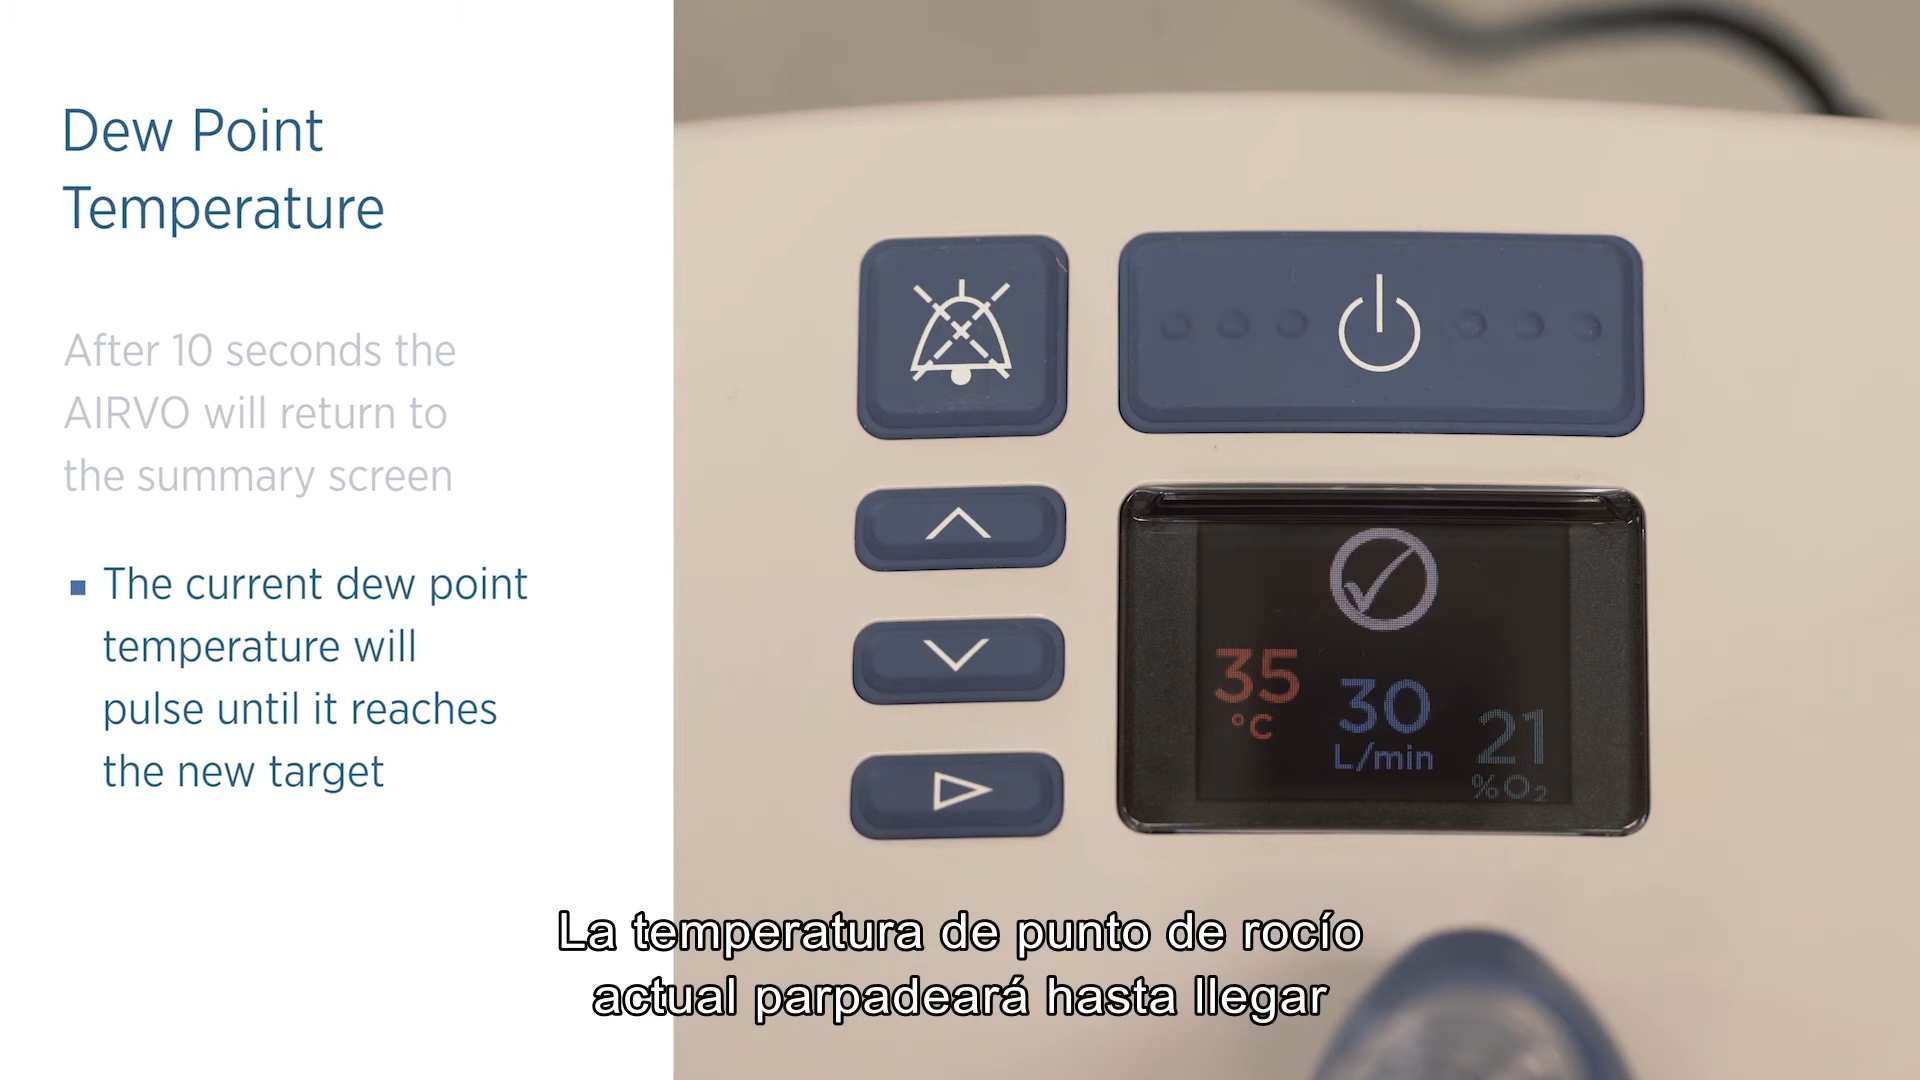 Dew Point
Temperature
After 10 seconds the
AIRVO will return to
the summary screen
The current dew point
temperature will
pulse until it reaches
the new target
35
°C
30
L/min
21
%O₂
La temperatura de punto de rocío
actual parpadeará hasta llegar